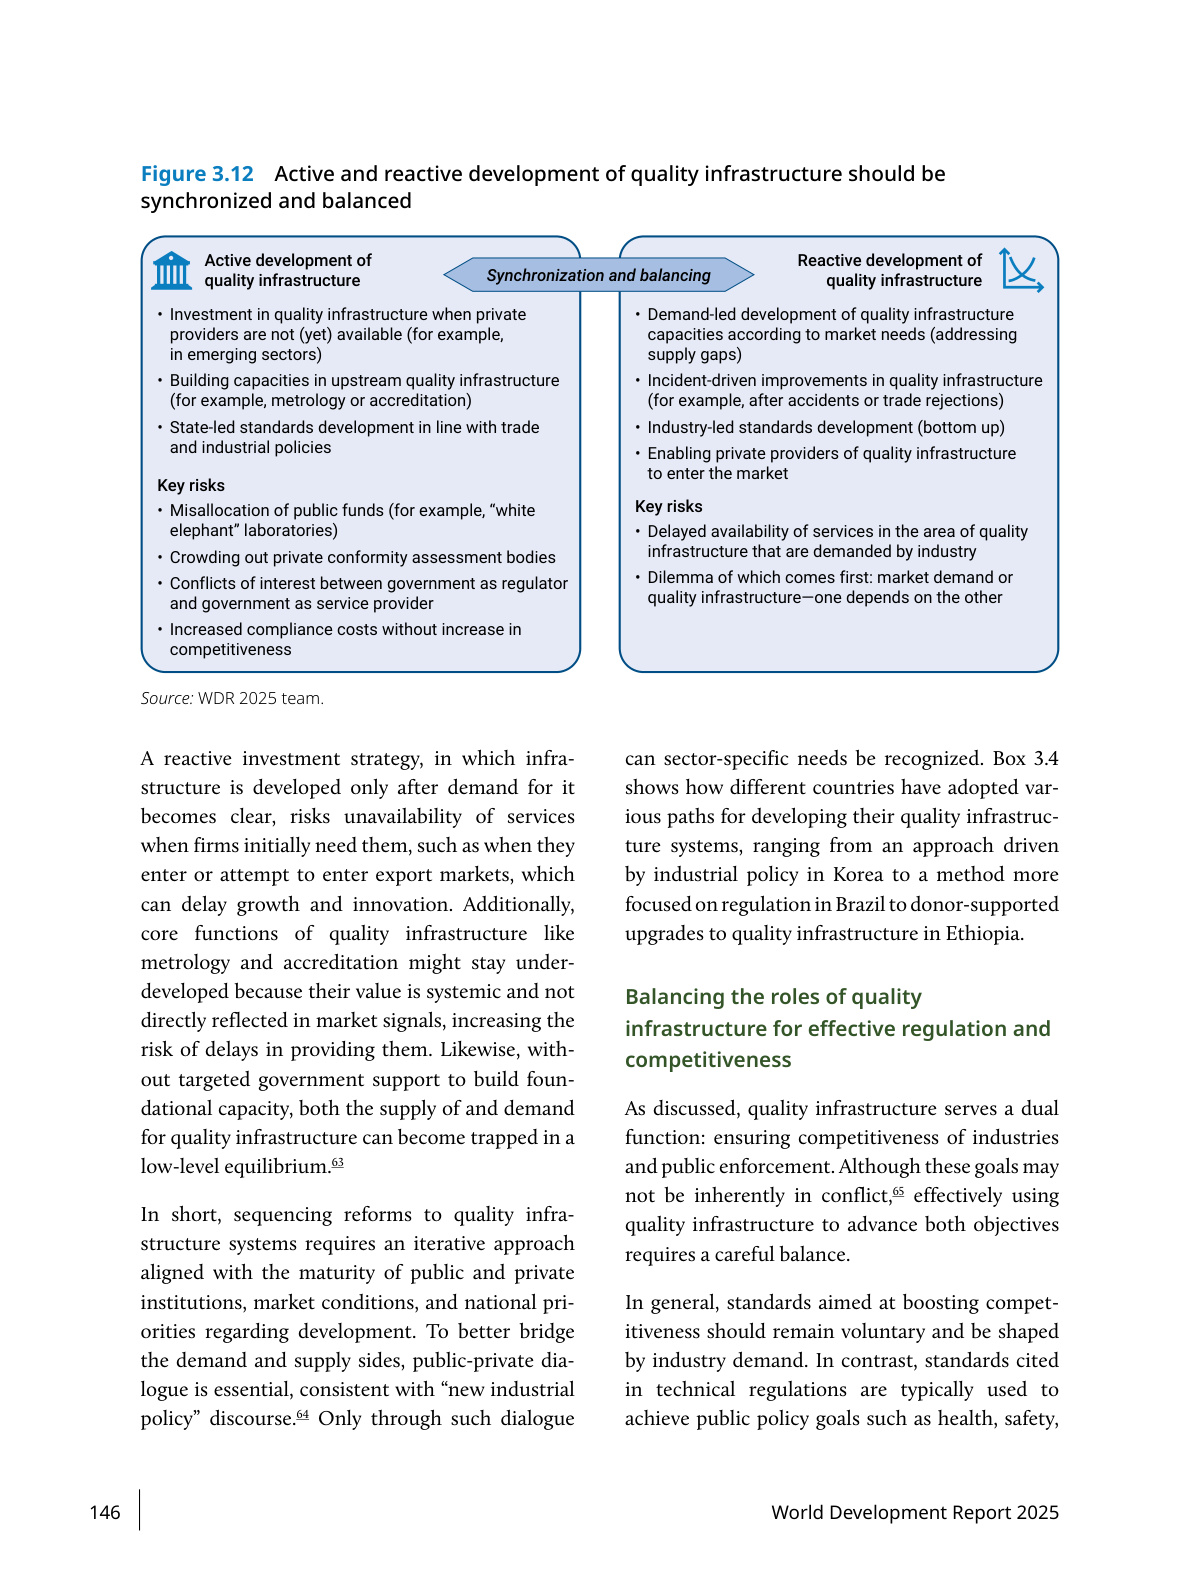 Figure 3.12 Active and reactive development of quality infrastructure should be
synchronized and balanced
Active development of
quality infrastructure
Synchronization and balancing
Reactive development of
quality infrastructure
• Investment in quality infrastructure when private
providers are not (yet) available (for example,
in emerging sectors)
• Building capacities in upstream quality infrastructure
(for example, metrology or accreditation)
• State-led standards development in line with trade
and industrial policies
Key risks
• Misallocation of public funds (for example, “white
elephant” laboratories)
• Crowding out private conformity assessment bodies
• Conflicts of interest between government as regulator
and government as service provider
• Increased compliance costs without increase in
competitiveness
• Demand-led development of quality infrastructure
capacities according to market needs (addressing
supply gaps)
• Incident-driven improvements in quality infrastructure
(for example, after accidents or trade rejections)
• Industry-led standards development (bottom up)
• Enabling private providers of quality infrastructure
to enter the market
Key risks
• Delayed availability of services in the area of quality
infrastructure that are demanded by industry
• Dilemma of which comes first: market demand or
quality infrastructure—one depends on the other
Source: WDR 2025 team.
A reactive investment strategy, in which infra-
structure is developed only after demand for it
becomes clear, risks unavailability of services
when firms initially need them, such as when they
enter or attempt to enter export markets, which
can delay growth and innovation. Additionally,
core functions of quality infrastructure like
metrology and accreditation might stay under-
developed because their value is systemic and not
directly reflected in market signals, increasing the
risk of delays in providing them. Likewise, with-
out targeted government support to build foun-
dational capacity, both the supply of and demand
for quality infrastructure can become trapped in a
low-level equilibrium.63
In short, sequencing reforms to quality infra-
structure systems requires an iterative approach
aligned with the maturity of public and private
institutions, market conditions, and national pri-
orities regarding development. To better bridge
the demand and supply sides, public-private dia-
logue is essential, consistent with “new industrial
policy” discourse.64 Only through such dialogue
can sector-specific needs be recognized. Box 3.4
shows how different countries have adopted var-
ious paths for developing their quality infrastruc-
ture systems, ranging from an approach driven
by industrial policy in Korea to a method more
focused on regulation in Brazil to donor-supported
upgrades to quality infrastructure in Ethiopia.
Balancing the roles of quality
infrastructure for effective regulation and
competitiveness
As discussed, quality infrastructure serves a dual
function: ensuring competitiveness of industries
and public enforcement. Although these goals may
not be inherently in conflict,65 effectively using
quality infrastructure to advance both objectives
requires a careful balance.
In general, standards aimed at boosting compet-
itiveness should remain voluntary and be shaped
by industry demand. In contrast, standards cited
in technical regulations are typically used to
achieve public policy goals such as health, safety,
146
World Development Report 2025